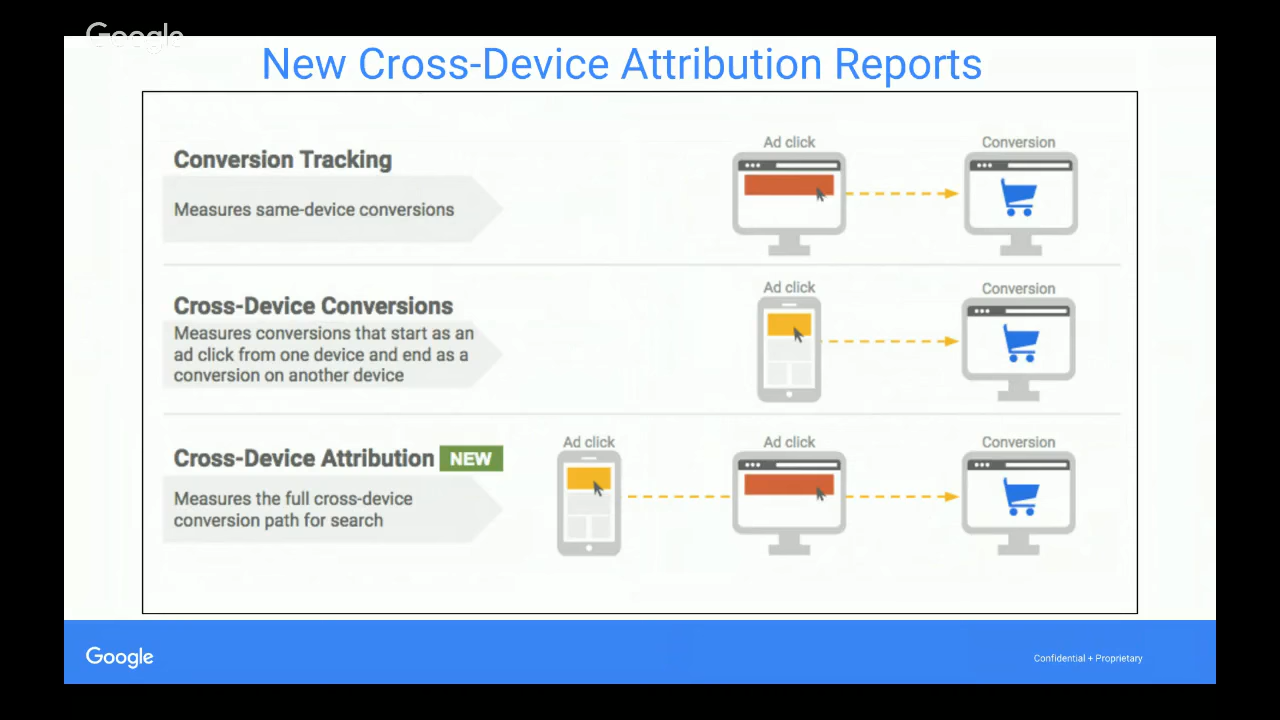 Google
New Cross-Device Attribution Reports
Conversion Tracking
Measures same-device conversions
Ad click
Conversion
Cross-Device Conversions
Measures conversions that start as an
ad click from one device and end as a
conversion on another device
Ad click
Conversion
Cross-Device Attribution NEW
Measures the full cross-device
conversion path for search
Ad click
Ad click
Conversion
Google
Confidential + Proprietary